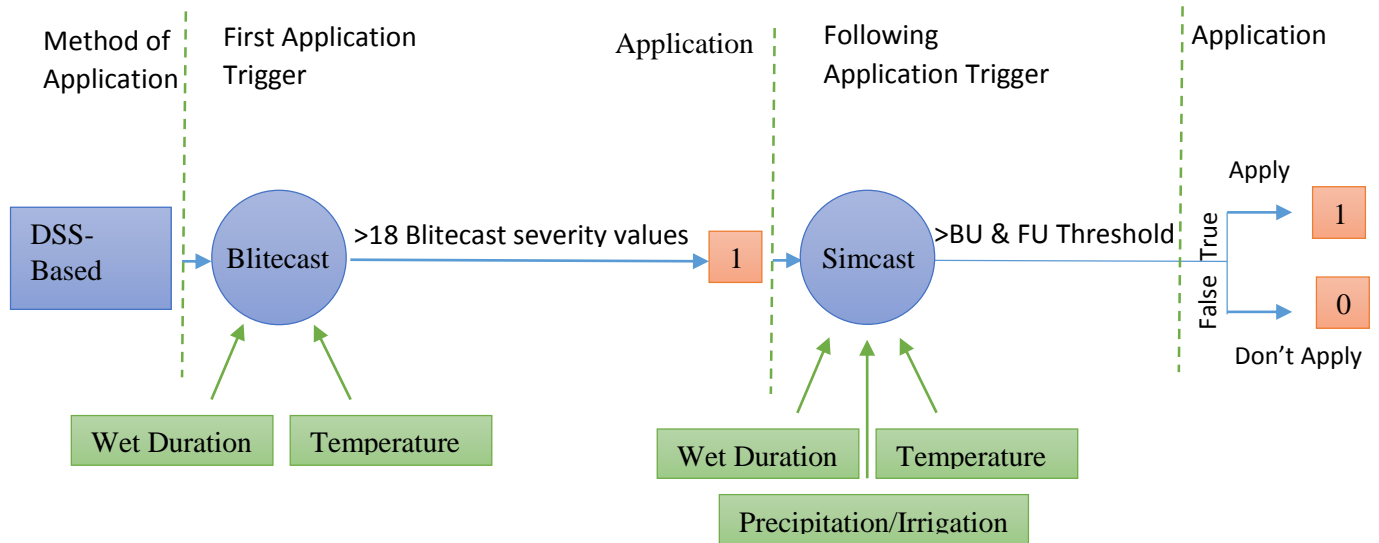 Method of
Application
First Application
Trigger
Application
Following
Application Trigger
Application
DSS-
Based
Blitecast
>18 Blitecast severity values
1
Simcast
>BU & FU Threshold
True
False
Apply
1
0
Don't Apply
Wet Duration
Temperature
Wet Duration
Temperature
Precipitation/Irrigation